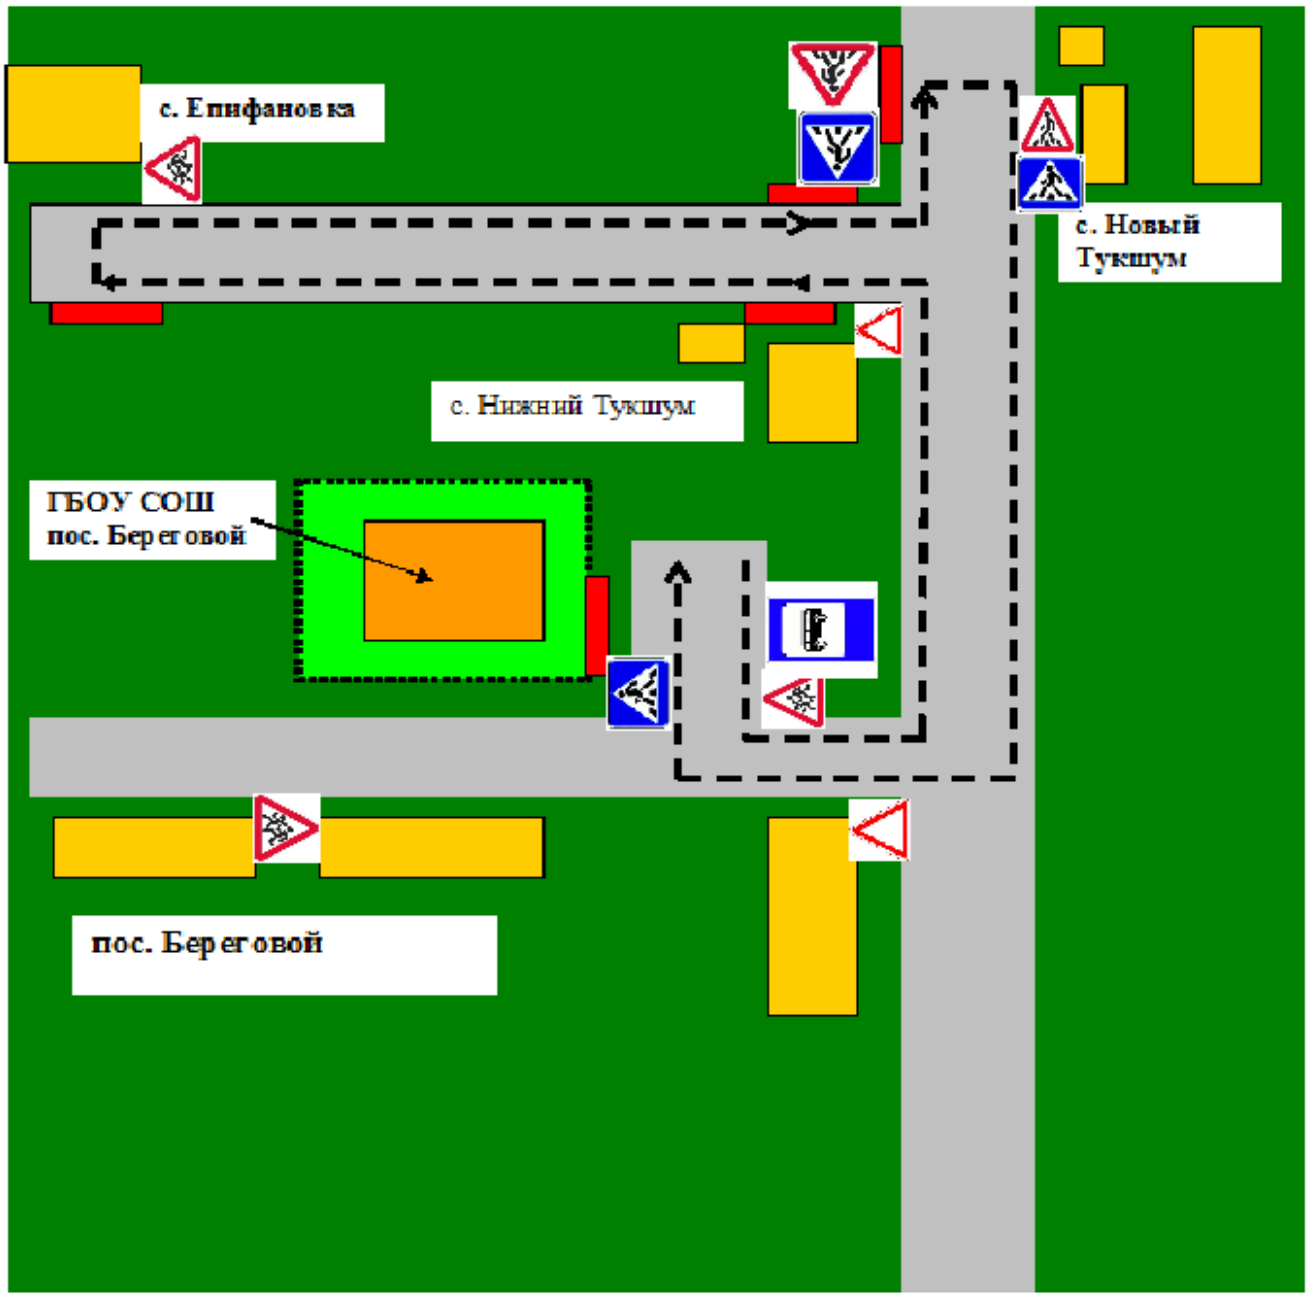 с. Епифановка
с. Новый
Тукшум
с. Нижний Тукшум
ГБОУ СОШ
пос. Береговой
пос. Береговой